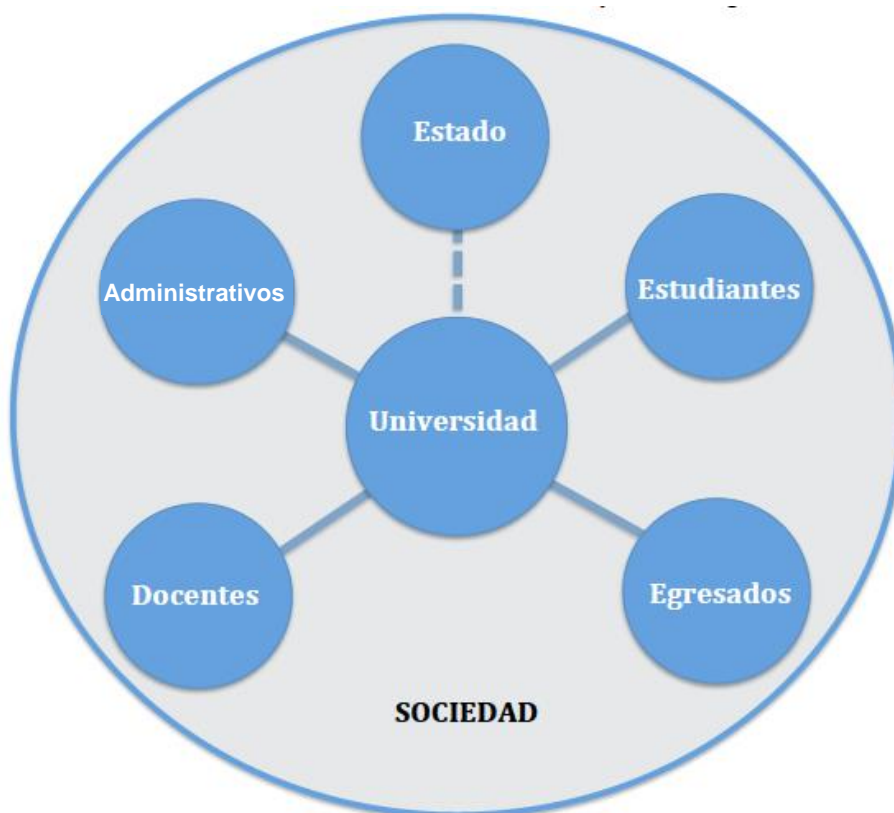 Estado
Administrativos
Estudiantes
Universidad
Docentes
Egresados
SOCIEDAD